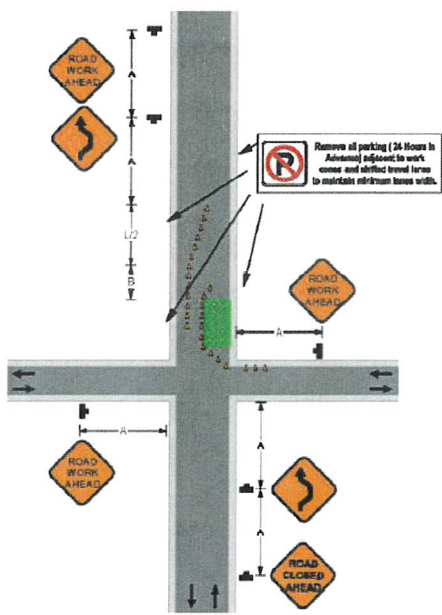 ROAD
WORK
AHEAD
A
A
P
Remove all parking (24 Hours in
Advance) adjacent to work
zones and shifted travel lanes
to maintain minimum lanes width.
L/2
B
ROAD
WORK
AHEAD
A
A
ROAD
WORK
AHEAD
A
A
ROAD
CLOSED
AHEAD